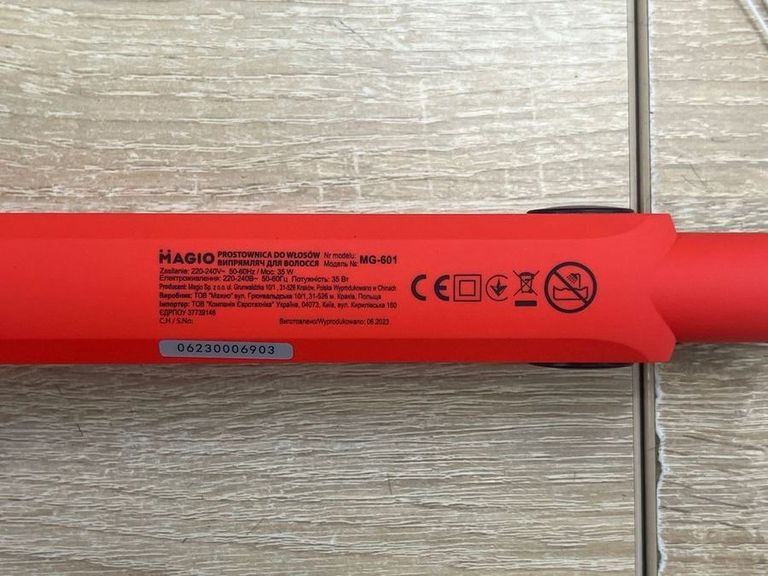 MAGIO PROSTOWNICA DO WŁOSÓW Nr modelu:
ВИПРЯМЛЯЧ ДЛЯ ВОЛОССЯ Модель №: MG-601
Zasilanie: 220-240V~ 50-60Hz / Moc: 35 W
Електроживлення: 220-240В~ 50-60Гц Потужність: 35 Вт
Producent: Magio Sp. z o.o. ul. Grunwaldzka 10/1 , 31-526 Kraków, Polska Wyprodukowano w Chinach
Виробник: ТОВ "Мажіо" вул. Грюнвальдська 10/1, 31-526 м. Краків, Польща
Імпортер: ТОВ "Компанія Євротехніка" Україна, 04073, Київ, вул. Кирилівська 160
ЄДРПОУ 37739146
С.Н / S.No: Виготовлено/Wyprodukowano: 06.2023
06230006903
CE